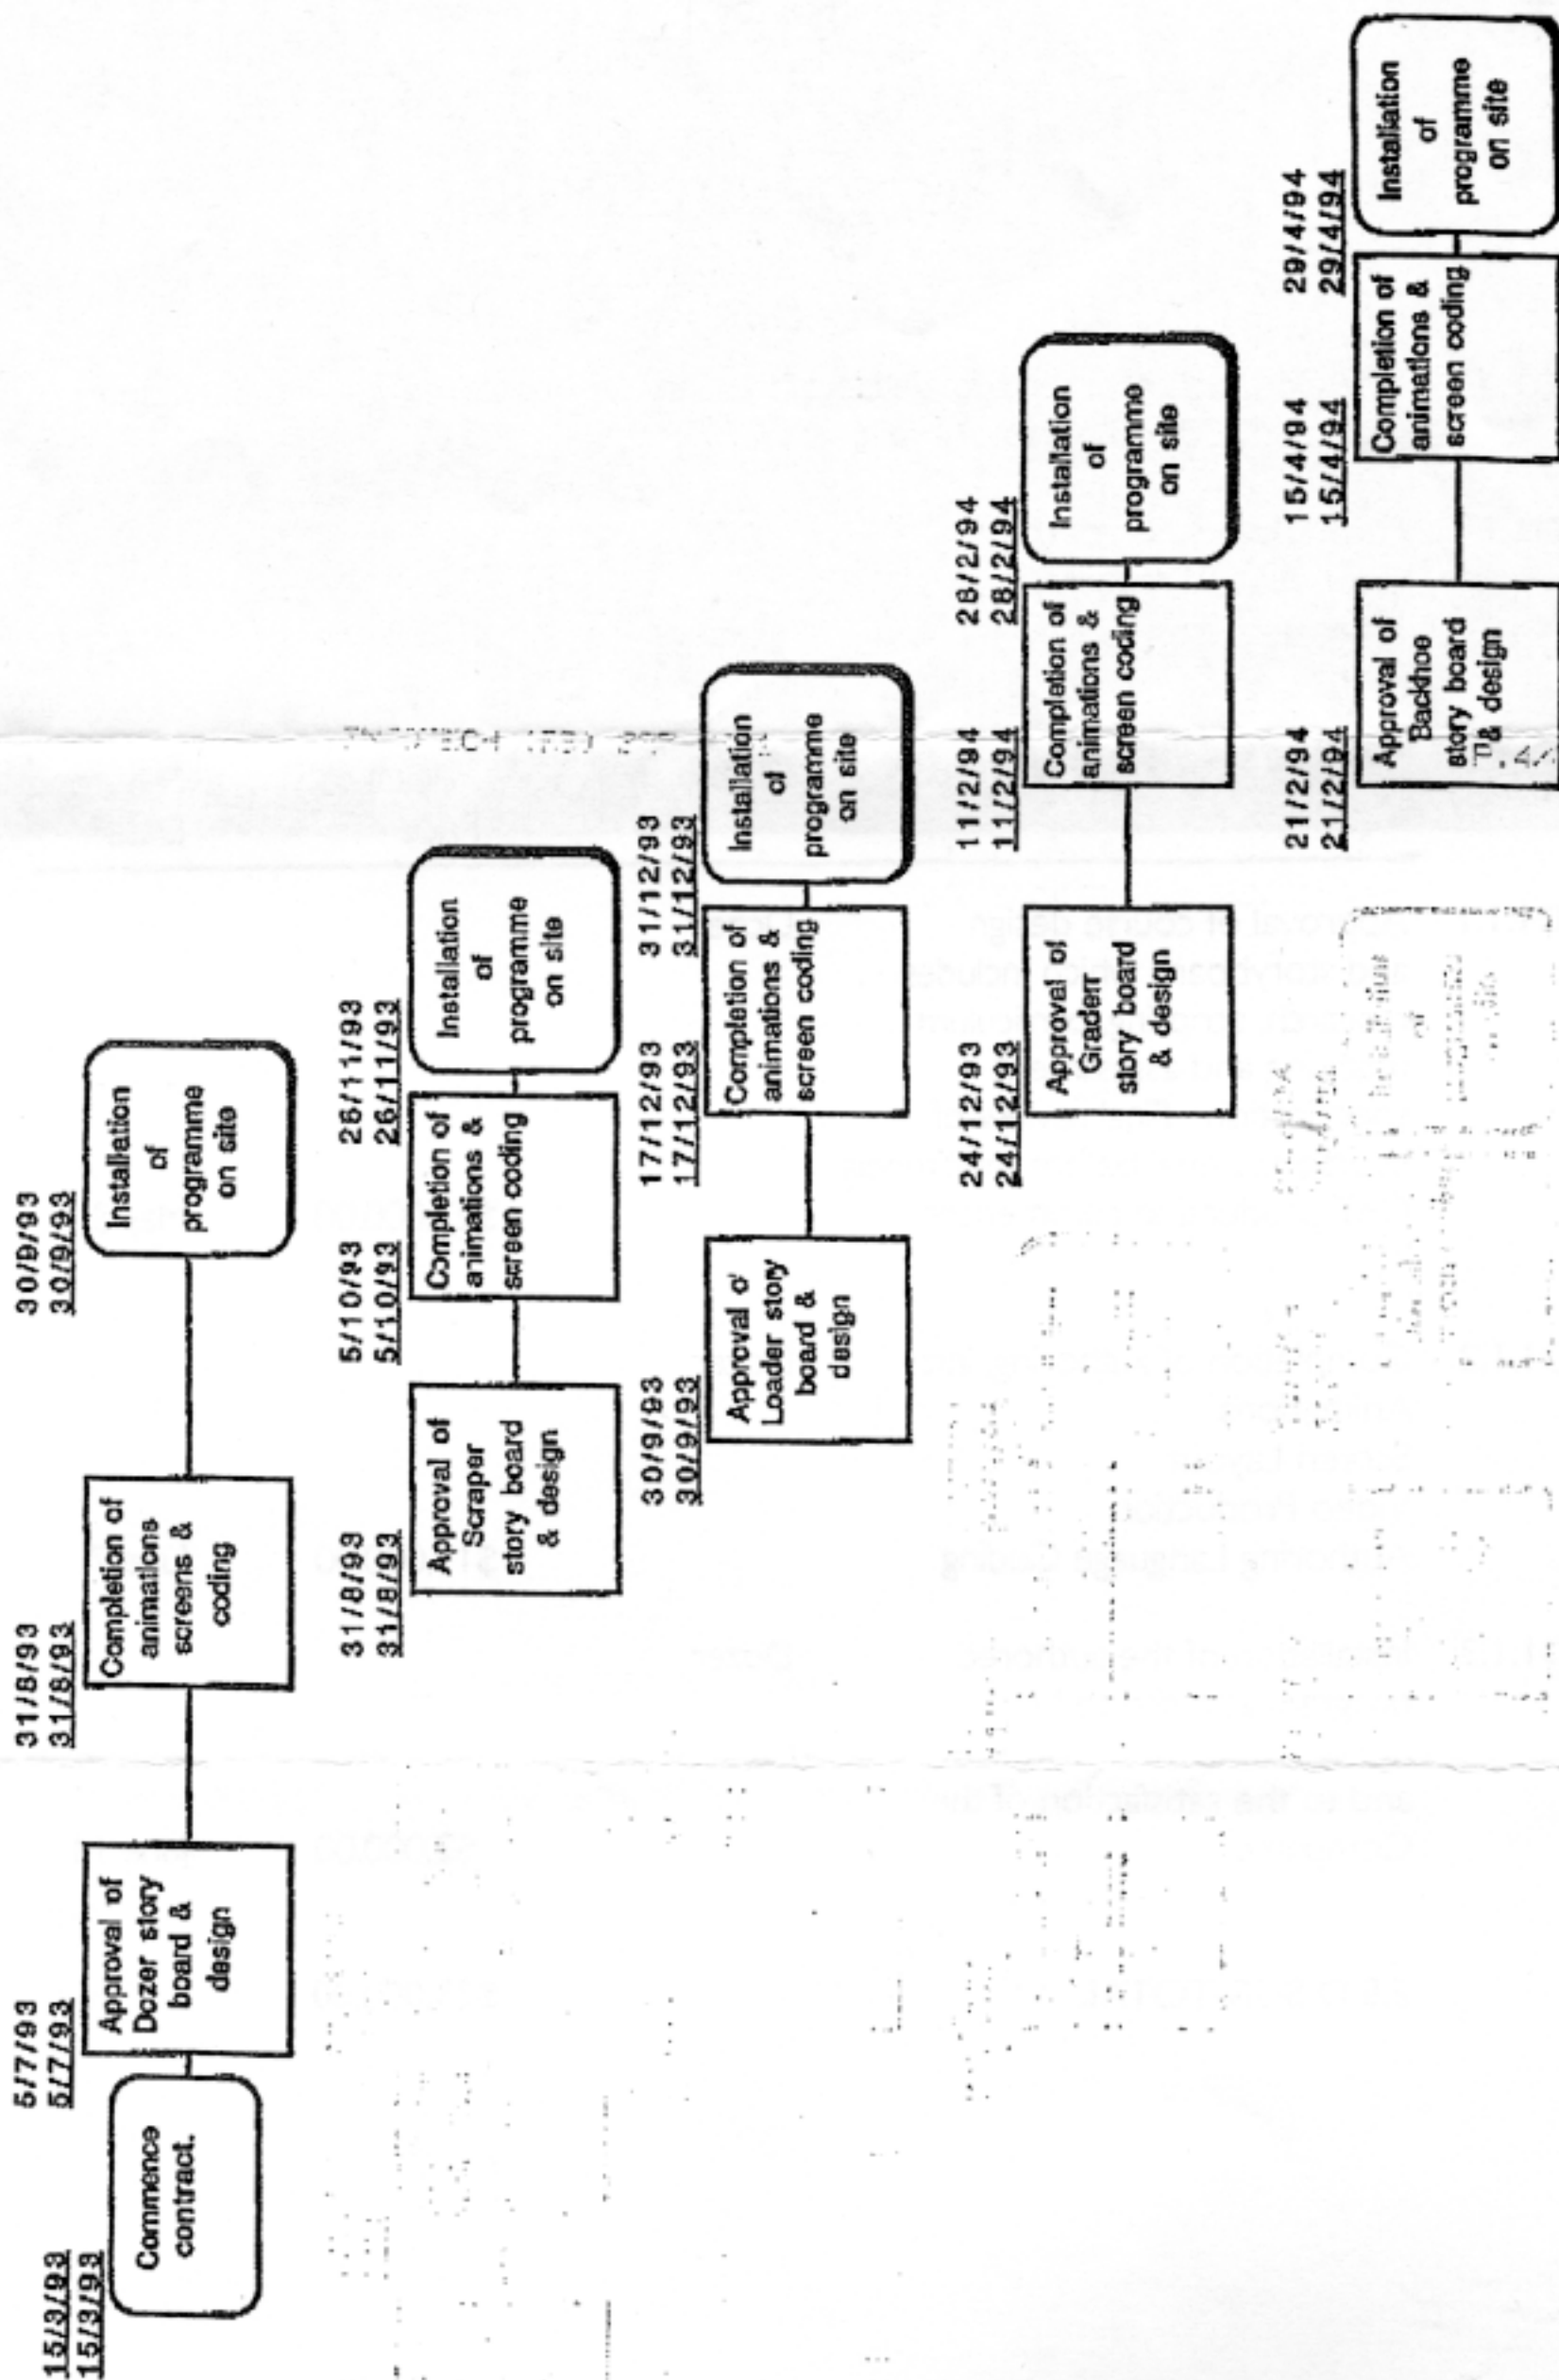 15/3/93
15/3/93
Commence
contract.
5/7/93
5/7/93
Approval of
Dozer story
board &
design
31/8/93
31/8/93
Completion of
animations
screens &
coding
30/9/93
30/9/93
Installation
of
programme
on site
31/8/93
31/8/93
Approval of
Scraper
story board
& design
5/10/93
5/10/93
Completion of
animations &
screen coding
26/11/93
26/11/93
Installation
of
programme
on site
30/9/93
30/9/93
Approval of
Loader story
board &
design
17/12/93
17/12/93
Completion of
animations &
screen coding
31/12/93
31/12/93
Installation
of
programme
on site
24/12/93
24/12/93
Approval of
Graderr
story board
& design
11/2/94
11/2/94
Completion of
animations &
screen coding
28/2/94
28/2/94
Installation
of
programme
on site
21/2/94
21/2/94
Approval of
Backhoe
story board
& design
15/4/94
15/4/94
Completion of
animations &
screen coding
29/4/94
29/4/94
Installation
of
programme
on site